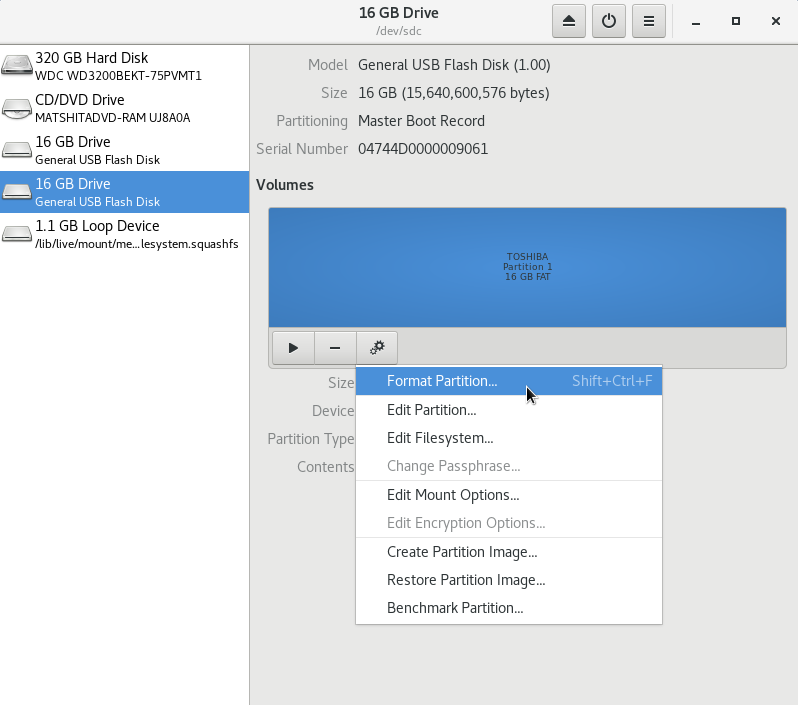 16 GB Drive
/dev/sdc
320 GB Hard Disk
WDC WD3200BEKT-75PVMT1
CD/DVD Drive
MATSHITADVD-RAM UJ8A0A
16 GB Drive
General USB Flash Disk
16 GB Drive
General USB Flash Disk
1.1 GB Loop Device
/lib/live/mount/me...lesystem.squashfs
Model General USB Flash Disk (1.00)
Size 16 GB (15,640,600,576 bytes)
Partitioning Master Boot Record
Serial Number 04744D0000009061
Volumes
TOSHIBA
Partition 1
16 GB FAT
Size
Device
Partition Type
Contents
Format Partition... Shift+Ctrl+F
Edit Partition...
Edit Filesystem...
Change Passphrase...
Edit Mount Options...
Edit Encryption Options...
Create Partition Image...
Restore Partition Image...
Benchmark Partition...